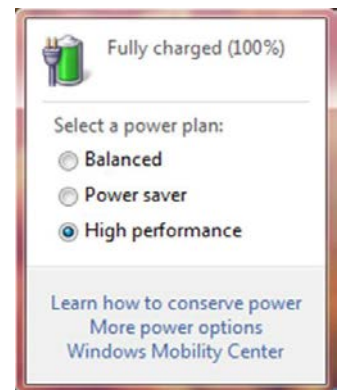 Fully charged (100%)
Select a power plan:
Balanced
Power saver
High performance
Learn how to conserve power
More power options
Windows Mobility Center